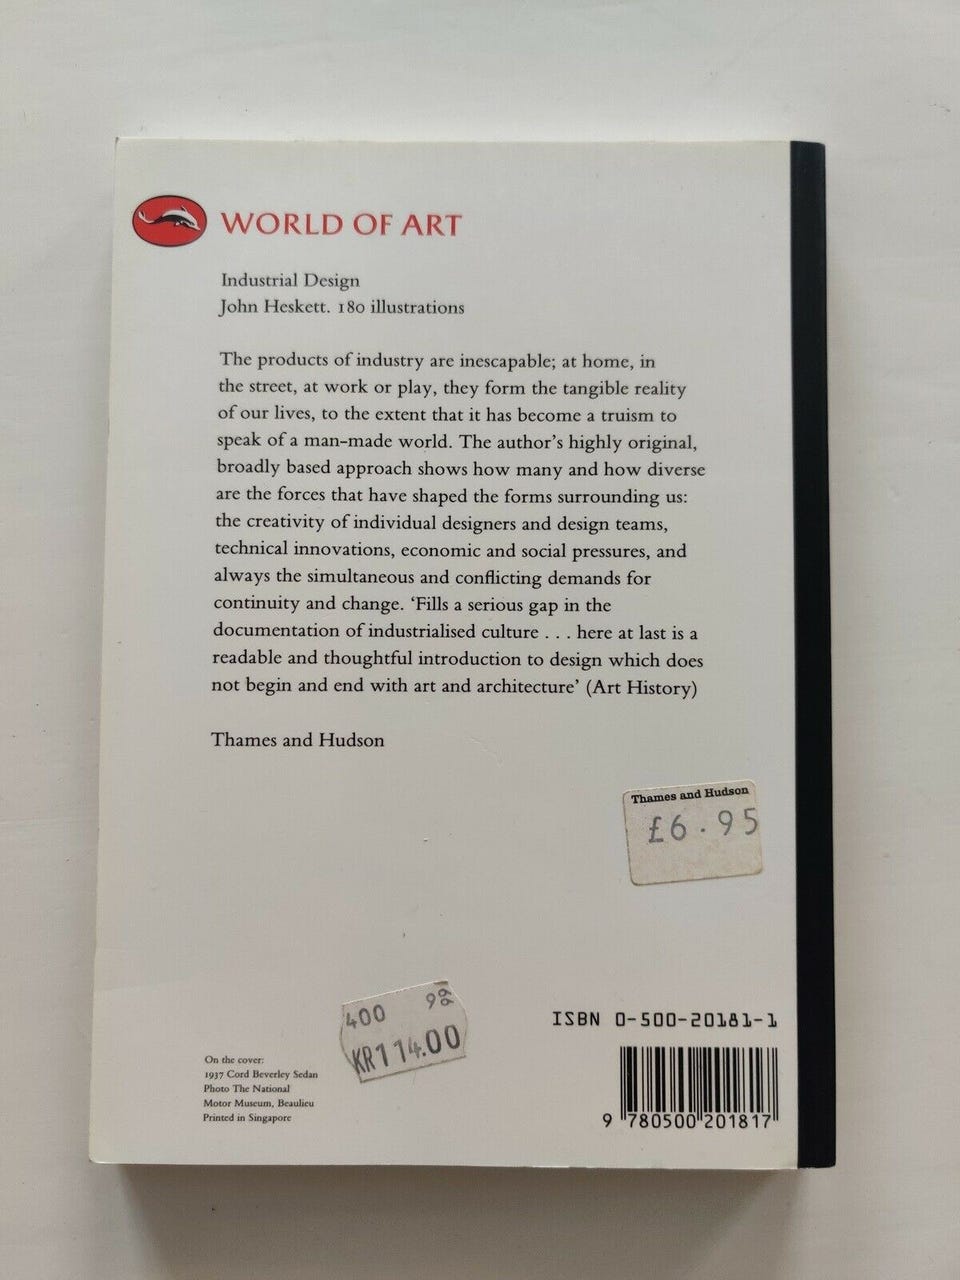 WORLD OF ART
Industrial Design
John Heskett. 180 illustrations
The products of industry are inescapable; at home, in
the street, at work or play, they form the tangible reality
of our lives, to the extent that it has become a truism to
speak of a man-made world. The author's highly original,
broadly based approach shows how many and how diverse
are the forces that have shaped the forms surrounding us:
the creativity of individual designers and design teams,
technical innovations, economic and social pressures, and
always the simultaneous and conflicting demands for
continuity and change. ‘Fills a serious gap in the
documentation of industrialised culture . . . here at last is a
readable and thoughtful introduction to design which does
not begin and end with art and architecture’ (Art History)
Thames and Hudson
Thames and Hudson
£6.95
400
KR114.00
On the cover:
1937 Cord Beverley Sedan
Photo The National
Motor Museum, Beaulieu
Printed in Singapore
ISBN 0-500-20181-1
9 780500 201817